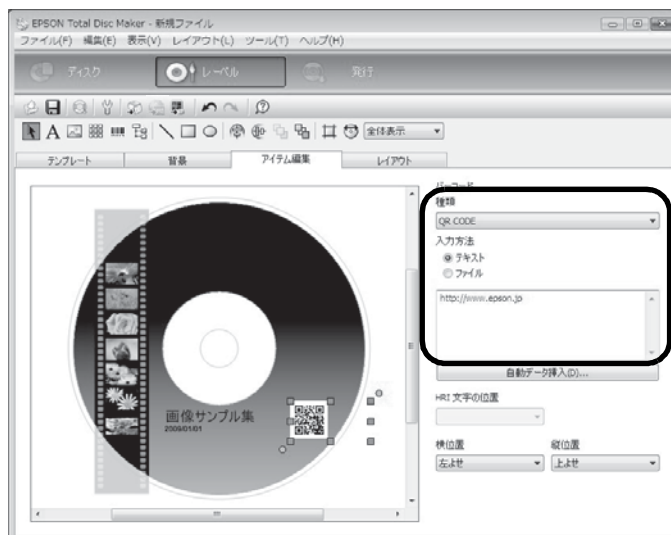 EPSON Total Disc Maker - 新規ファイル
ファイル(F) 編集(E) 表示(V) レイアウト(L) ツール(T) ヘルプ(H)
ディスク レーベル 発行
A 全体表示
テンプレート 背景 アイテム編集 レイアウト
バーコード
種類
QR CODE
入力方法
テキスト
ファイル
http://www.epson.jp
自動データ挿入(D)...
HRI 文字の位置
画像サンプル集
2009/01/01
横位置 縦位置
左よせ 上よせ